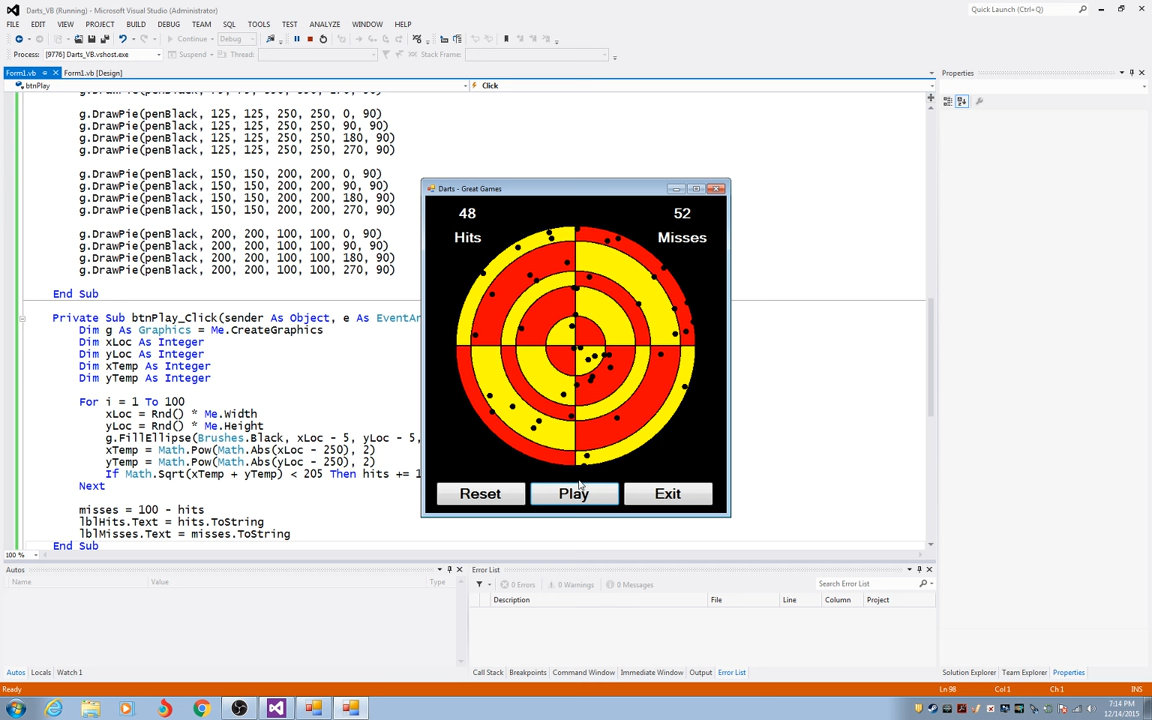 Darts_VB (Running) - Microsoft Visual Studio (Administrator)
Quick Launch (Ctrl+Q)
FILE EDIT VIEW PROJECT BUILD DEBUG TEAM SQL TOOLS TEST ANALYZE WINDOW HELP
Continue Debug
Process: [9776] Darts_VB.vshost.exe Suspend Thread: Stack Frame:
Form1.vb Form1.vb [Design]
Properties
btnPlay
Click
g.DrawPie(penBlack, 125, 125, 250, 250, 0, 90)
g.DrawPie(penBlack, 125, 125, 250, 250, 90, 90)
g.DrawPie(penBlack, 125, 125, 250, 250, 180, 90)
g.DrawPie(penBlack, 125, 125, 250, 250, 270, 90)
g.DrawPie(penBlack, 150, 150, 200, 200, 0, 90)
g.DrawPie(penBlack, 150, 150, 200, 200, 90, 90)
g.DrawPie(penBlack, 150, 150, 200, 200, 180, 90)
g.DrawPie(penBlack, 150, 150, 200, 200, 270, 90)
g.DrawPie(penBlack, 200, 200, 100, 100, 0, 90)
g.DrawPie(penBlack, 200, 200, 100, 100, 90, 90)
g.DrawPie(penBlack, 200, 200, 100, 100, 180, 90)
g.DrawPie(penBlack, 200, 200, 100, 100, 270, 90)
End Sub
Private Sub btnPlay_Click(sender As Object, e As EventAr
Dim g As Graphics = Me.CreateGraphics
Dim xLoc As Integer
Dim yLoc As Integer
Dim xTemp As Integer
Dim yTemp As Integer
For i = 1 To 100
xLoc = Rnd() * Me.Width
yLoc = Rnd() * Me.Height
g.FillEllipse(Brushes.Black, xLoc - 5, yLoc - 5,
xTemp = Math.Pow(Math.Abs(xLoc - 250), 2)
yTemp = Math.Pow(Math.Abs(yLoc - 250), 2)
If Math.Sqrt(xTemp + yTemp) < 205 Then hits += 1
Next
misses = 100 - hits
lblHits.Text = hits.ToString
lblMisses.Text = misses.ToString
End Sub
Darts - Great Games
48 52
Hits Misses
Reset Play Exit
100 %
Autos
Name Value Type
Error List
0 Errors 0 Warnings 0 Messages
Search Error List
Description File Line Column Project
Autos Locals Watch 1
Call Stack Breakpoints Command Window Immediate Window Output Error List
Solution Explorer Team Explorer Properties
Ready
Ln 98 Col 1 Ch 1 INS
7:14 PM
12/14/2015